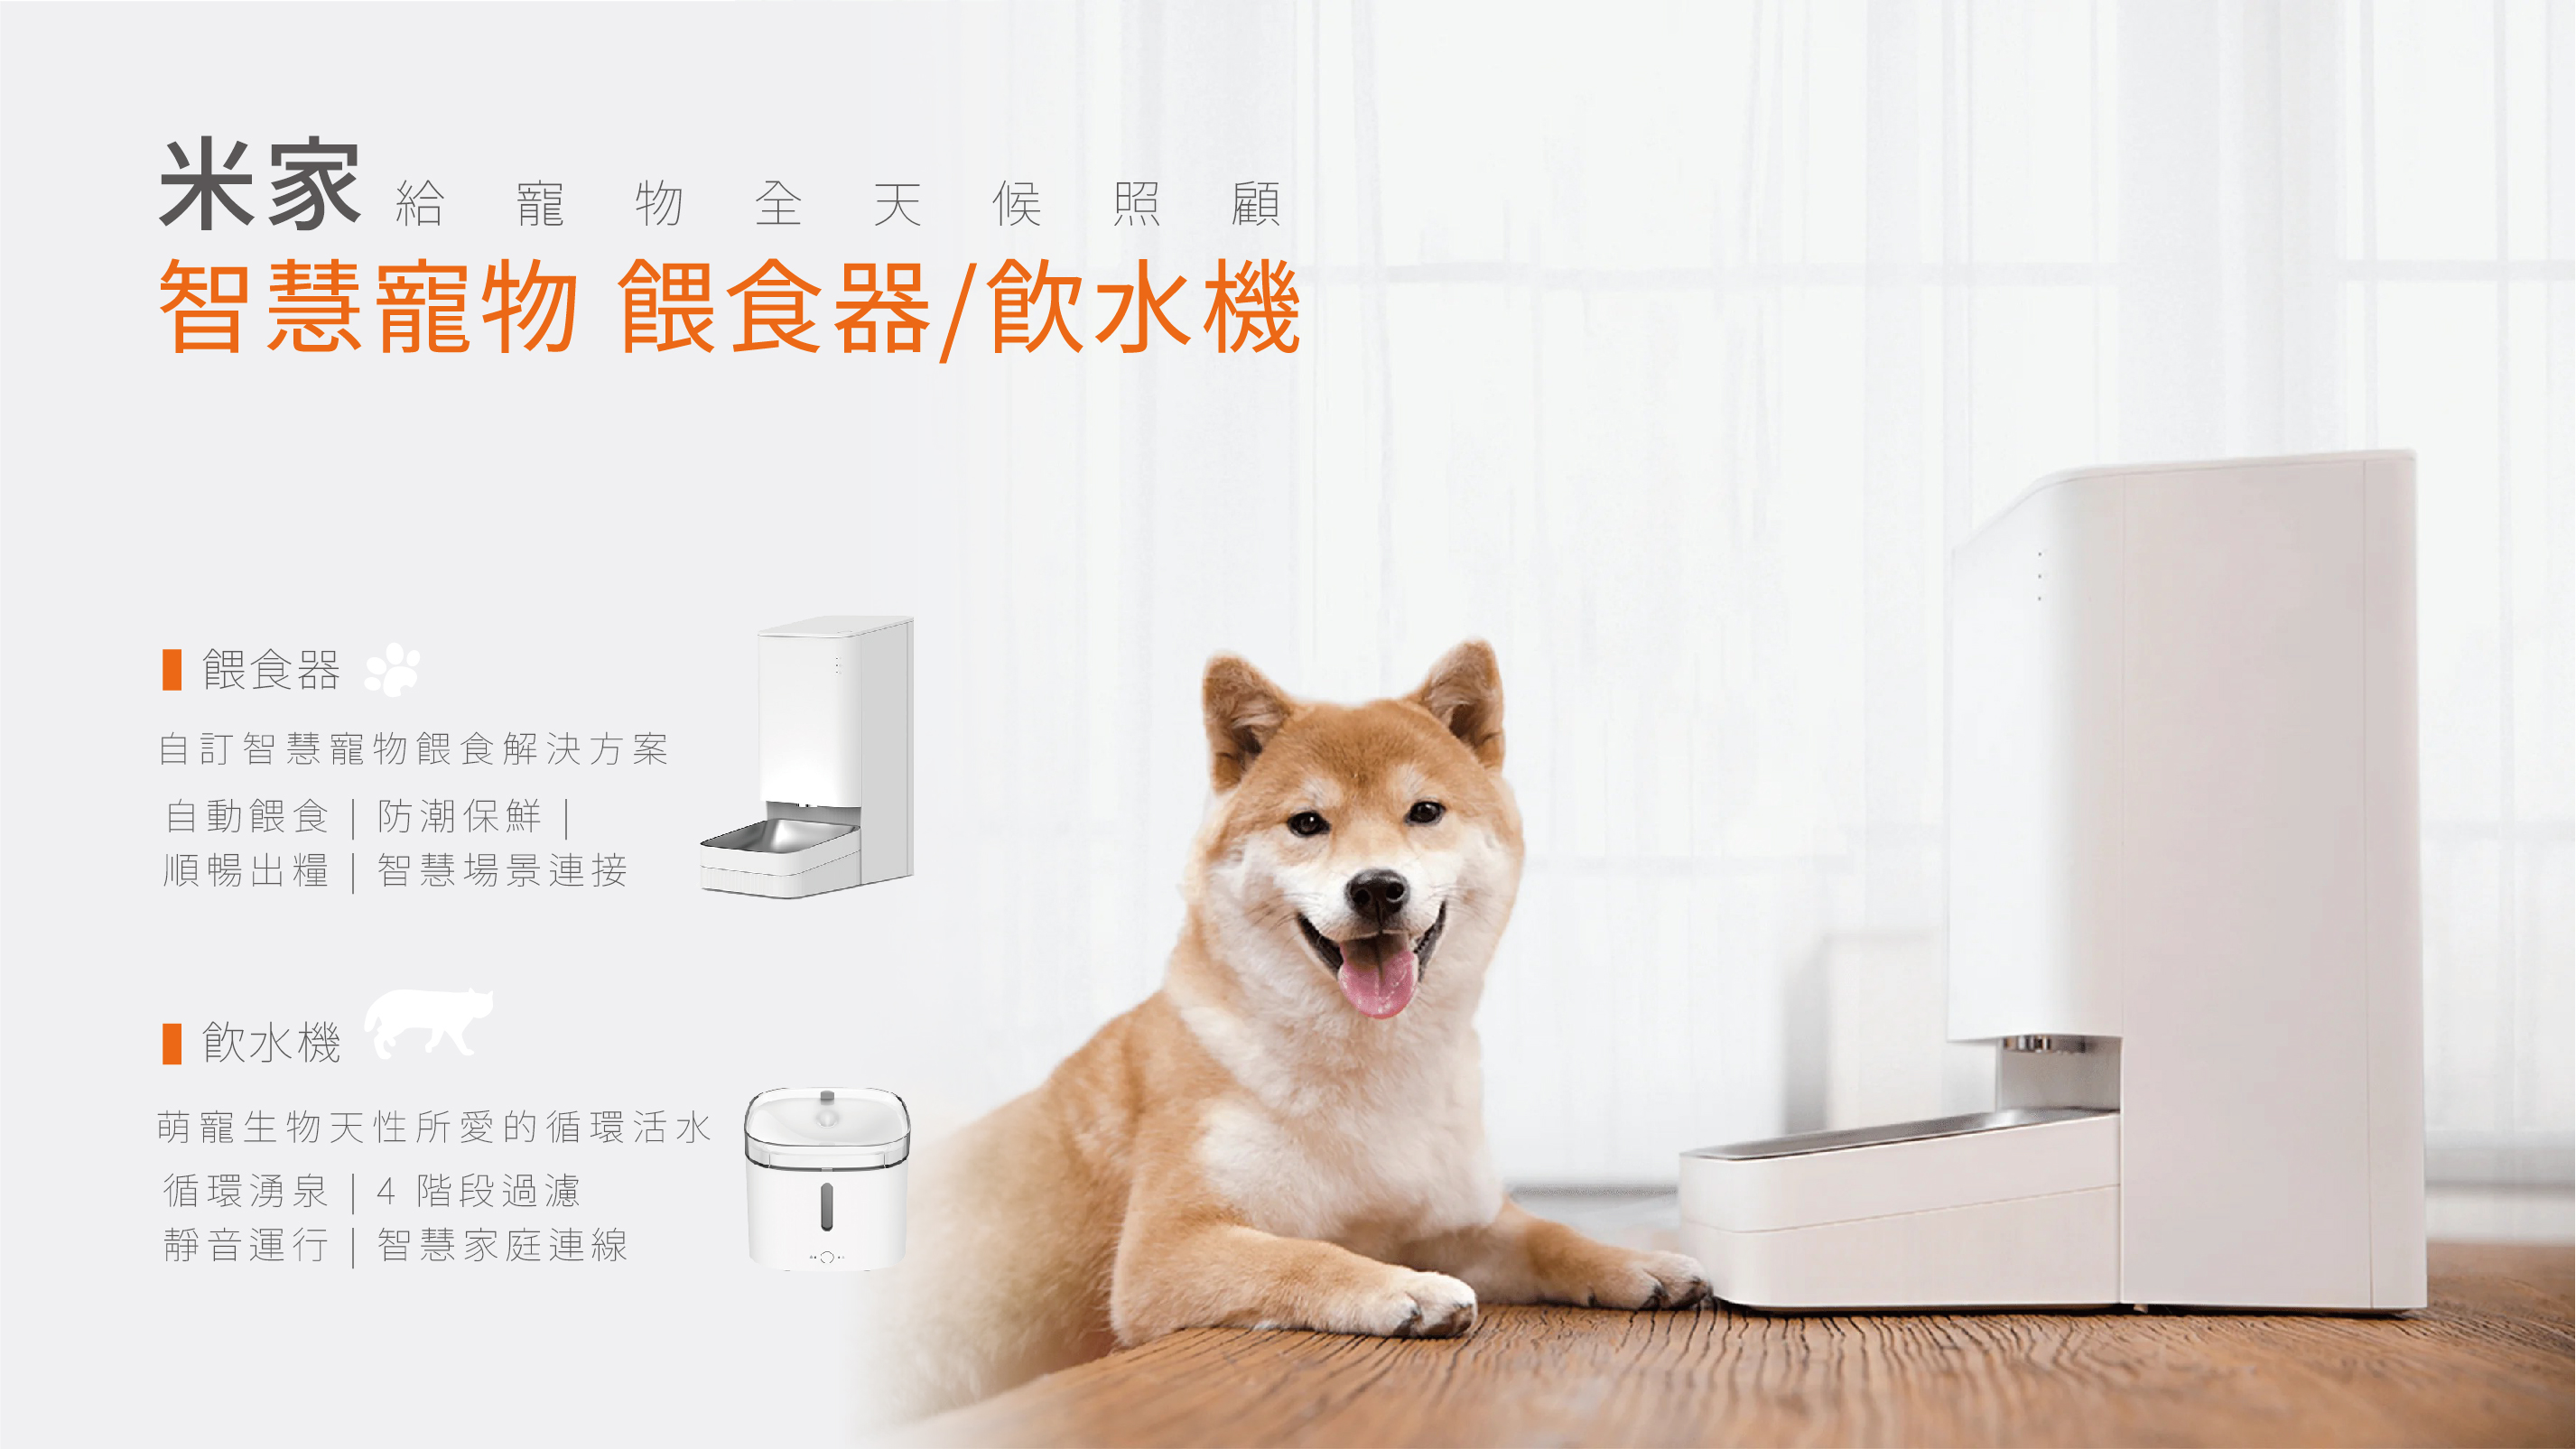 米家 給寵物全天候照顧
智慧寵物 餵食器/飲水機
餵食器
自訂智慧寵物餵食解決方案
自動餵食 | 防潮保鮮 |
順暢出糧 | 智慧場景連接
飲水機
萌寵生物天性所愛的循環活水
循環湧泉 | 4 階段過濾
靜音運行 | 智慧家庭連線